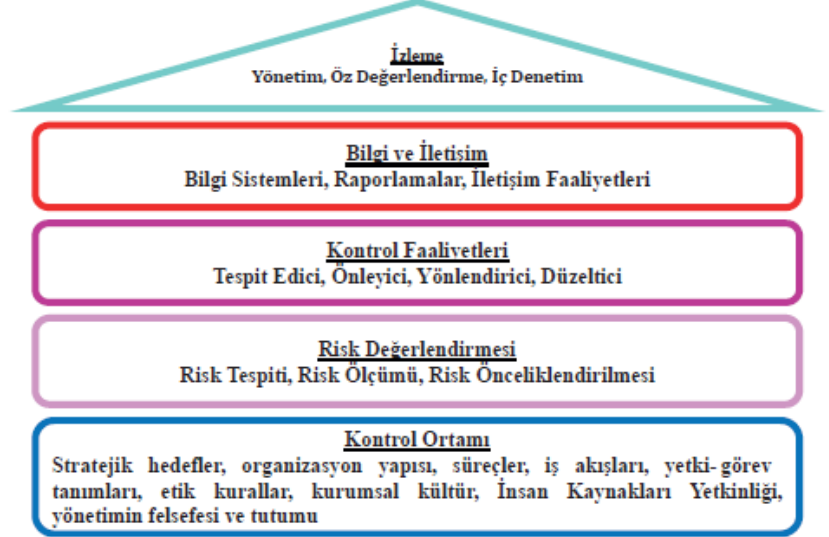 İzleme
Yönetim, Öz Değerlendirme, İç Denetim
Bilgi ve İletişim
Bilgi Sistemleri, Raporlamalar, İletişim Faaliyetleri
Kontrol Faaliyetleri
Tespit Edici, Önleyici, Yönlendirici, Düzeltici
Risk Değerlendirmesi
Risk Tespiti, Risk Ölçümü, Risk Önceliklendirilmesi
Kontrol Ortamı
Stratejik hedefler, organizasyon yapısı, süreçler, iş akışları, yetki- görev
tanımları, etik kurallar, kurumsal kültür, İnsan Kaynakları Yetkinliği,
yönetimin felsefesi ve tutumu